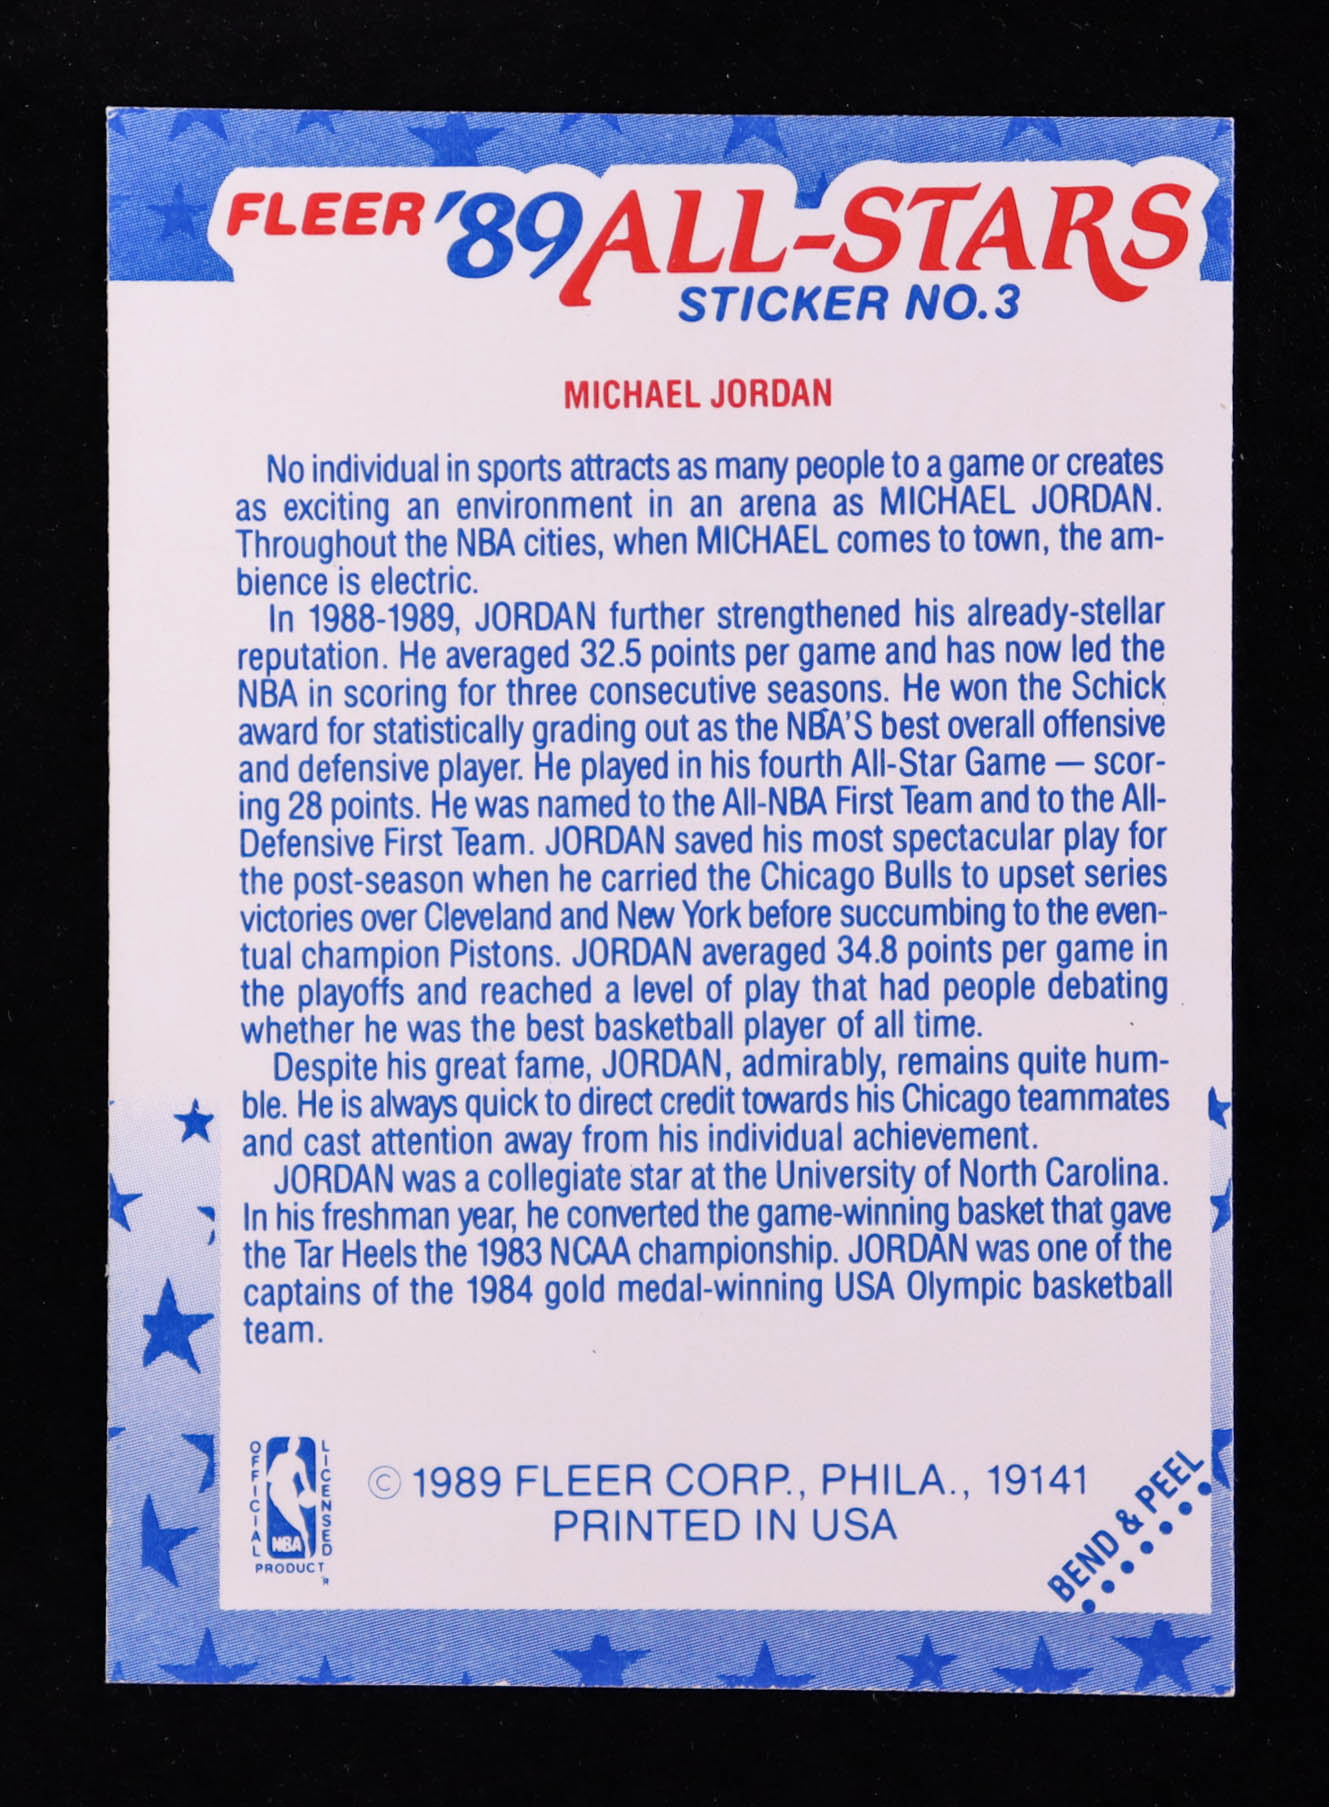 FLEER '89 ALL-STARS
STICKER NO.3
MICHAEL JORDAN
No individual in sports attracts as many people to a game or creates
as exciting an environment in an arena as MICHAEL JORDAN.
Throughout the NBA cities, when MICHAEL comes to town, the am-
bience is electric.
In 1988-1989, JORDAN further strengthened his already-stellar
reputation. He averaged 32.5 points per game and has now led the
NBA in scoring for three consecutive seasons. He won the Schick
award for statistically grading out as the NBA'S best overall offensive
and defensive player. He played in his fourth All-Star Game — scor-
ing 28 points. He was named to the All-NBA First Team and to the All-
Defensive First Team. JORDAN saved his most spectacular play for
the post-season when he carried the Chicago Bulls to upset series
victories over Cleveland and New York before succumbing to the even-
tual champion Pistons. JORDAN averaged 34.8 points per game in
the playoffs and reached a level of play that had people debating
whether he was the best basketball player of all time.
Despite his great fame, JORDAN, admirably, remains quite hum-
ble. He is always quick to direct credit towards his Chicago teammates
and cast attention away from his individual achievement.
JORDAN was a collegiate star at the University of North Carolina.
In his freshman year, he converted the game-winning basket that gave
the Tar Heels the 1983 NCAA championship. JORDAN was one of the
captains of the 1984 gold medal-winning USA Olympic basketball
team.
OFFICIAL
LICENSED
NBA
PRODUCT
R
© 1989 FLEER CORP., PHILA., 19141
PRINTED IN USA
BEND & PEEL